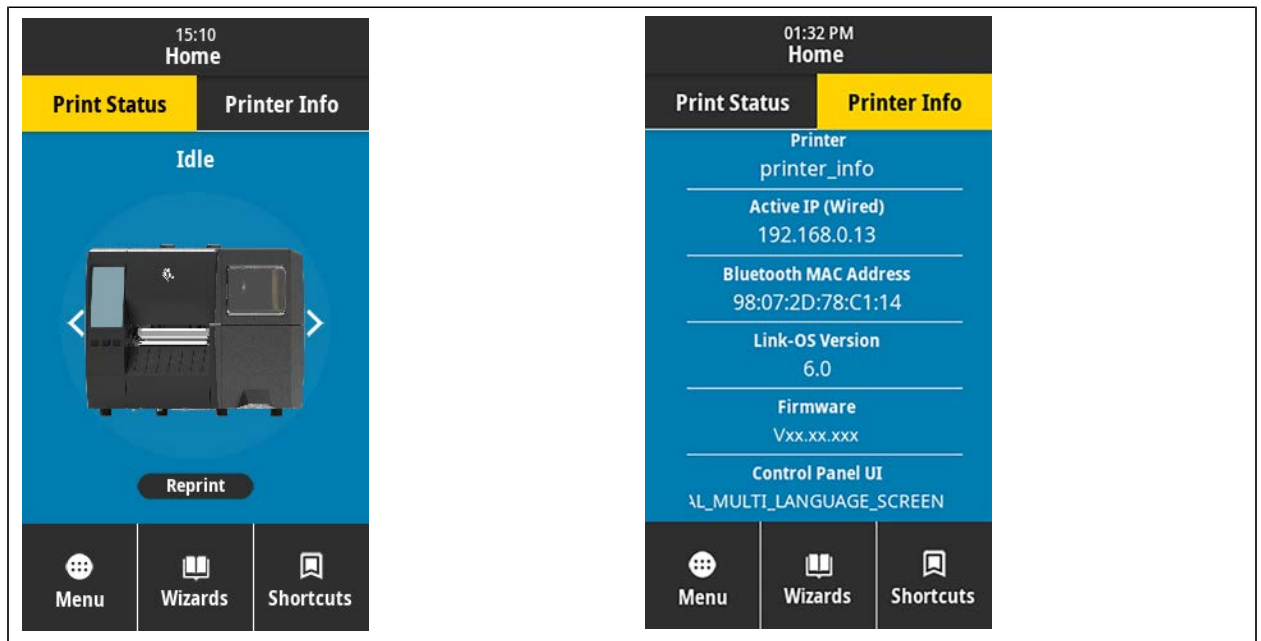 15:10
Home
Print Status Printer Info
Idle
Reprint
Menu Wizards Shortcuts
01:32 PM
Home
Print Status Printer Info
Printer
printer_info
Active IP (Wired)
192.168.0.13
Bluetooth MAC Address
98:07:2D:78:C1:14
Link-OS Version
6.0
Firmware
Vxx.xx.xxx
Control Panel UI
AL_MULTI_LANGUAGE_SCREEN
Menu Wizards Shortcuts